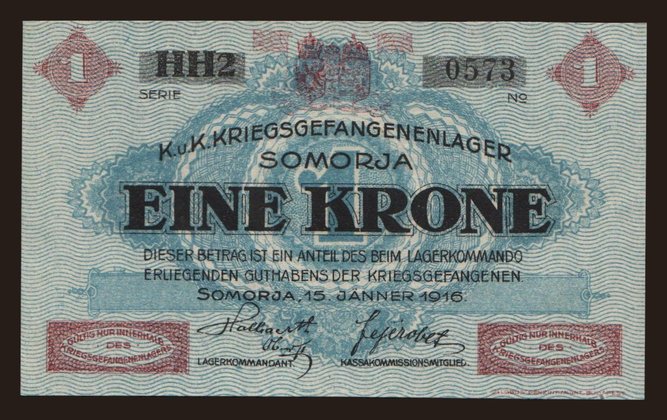 1 HH2 0573 1
SERIE No
K.u.K. KRIEGSGEFANGENENLAGER
SOMORJA
1
EINE KRONE
DIESER BETRAG IST EIN ANTEIL DES BEIM LAGERKOMMANDO
ERLIEGENDEN GUTHABENS DER KRIEGSGEFANGENEN.
SOMORJA, 15. JÄNNER 1916.
GÜLTIG NUR INNERHALB
DES
KRIEGSGEFANGENENLAGERS
LAGERKOMMANDANT.
KASSAKOMMISSIONSMITGLIED.
GÜLTIG NUR INNERHALB
DES
KRIEGSGEFANGENENLAGERS